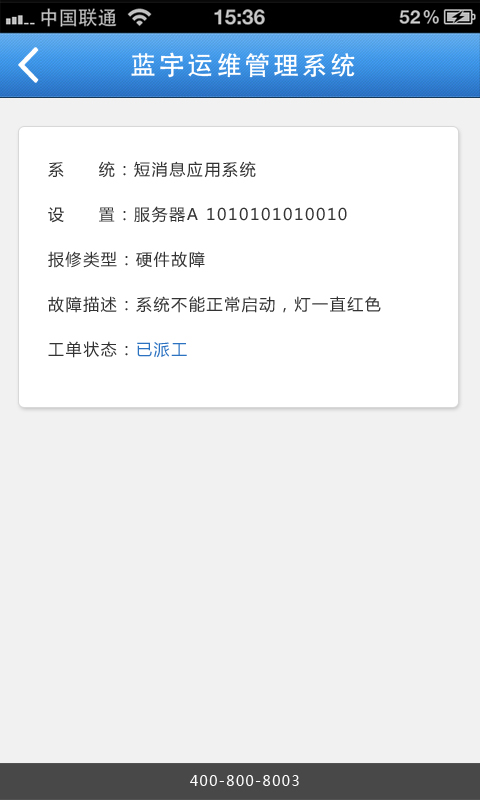 中国联通 15:36 52%
蓝宇运维管理系统
系 统：短消息应用系统
设 置：服务器A 1010101010010
报修类型：硬件故障
故障描述：系统不能正常启动，灯一直红色
工单状态：已派工
400-800-8003